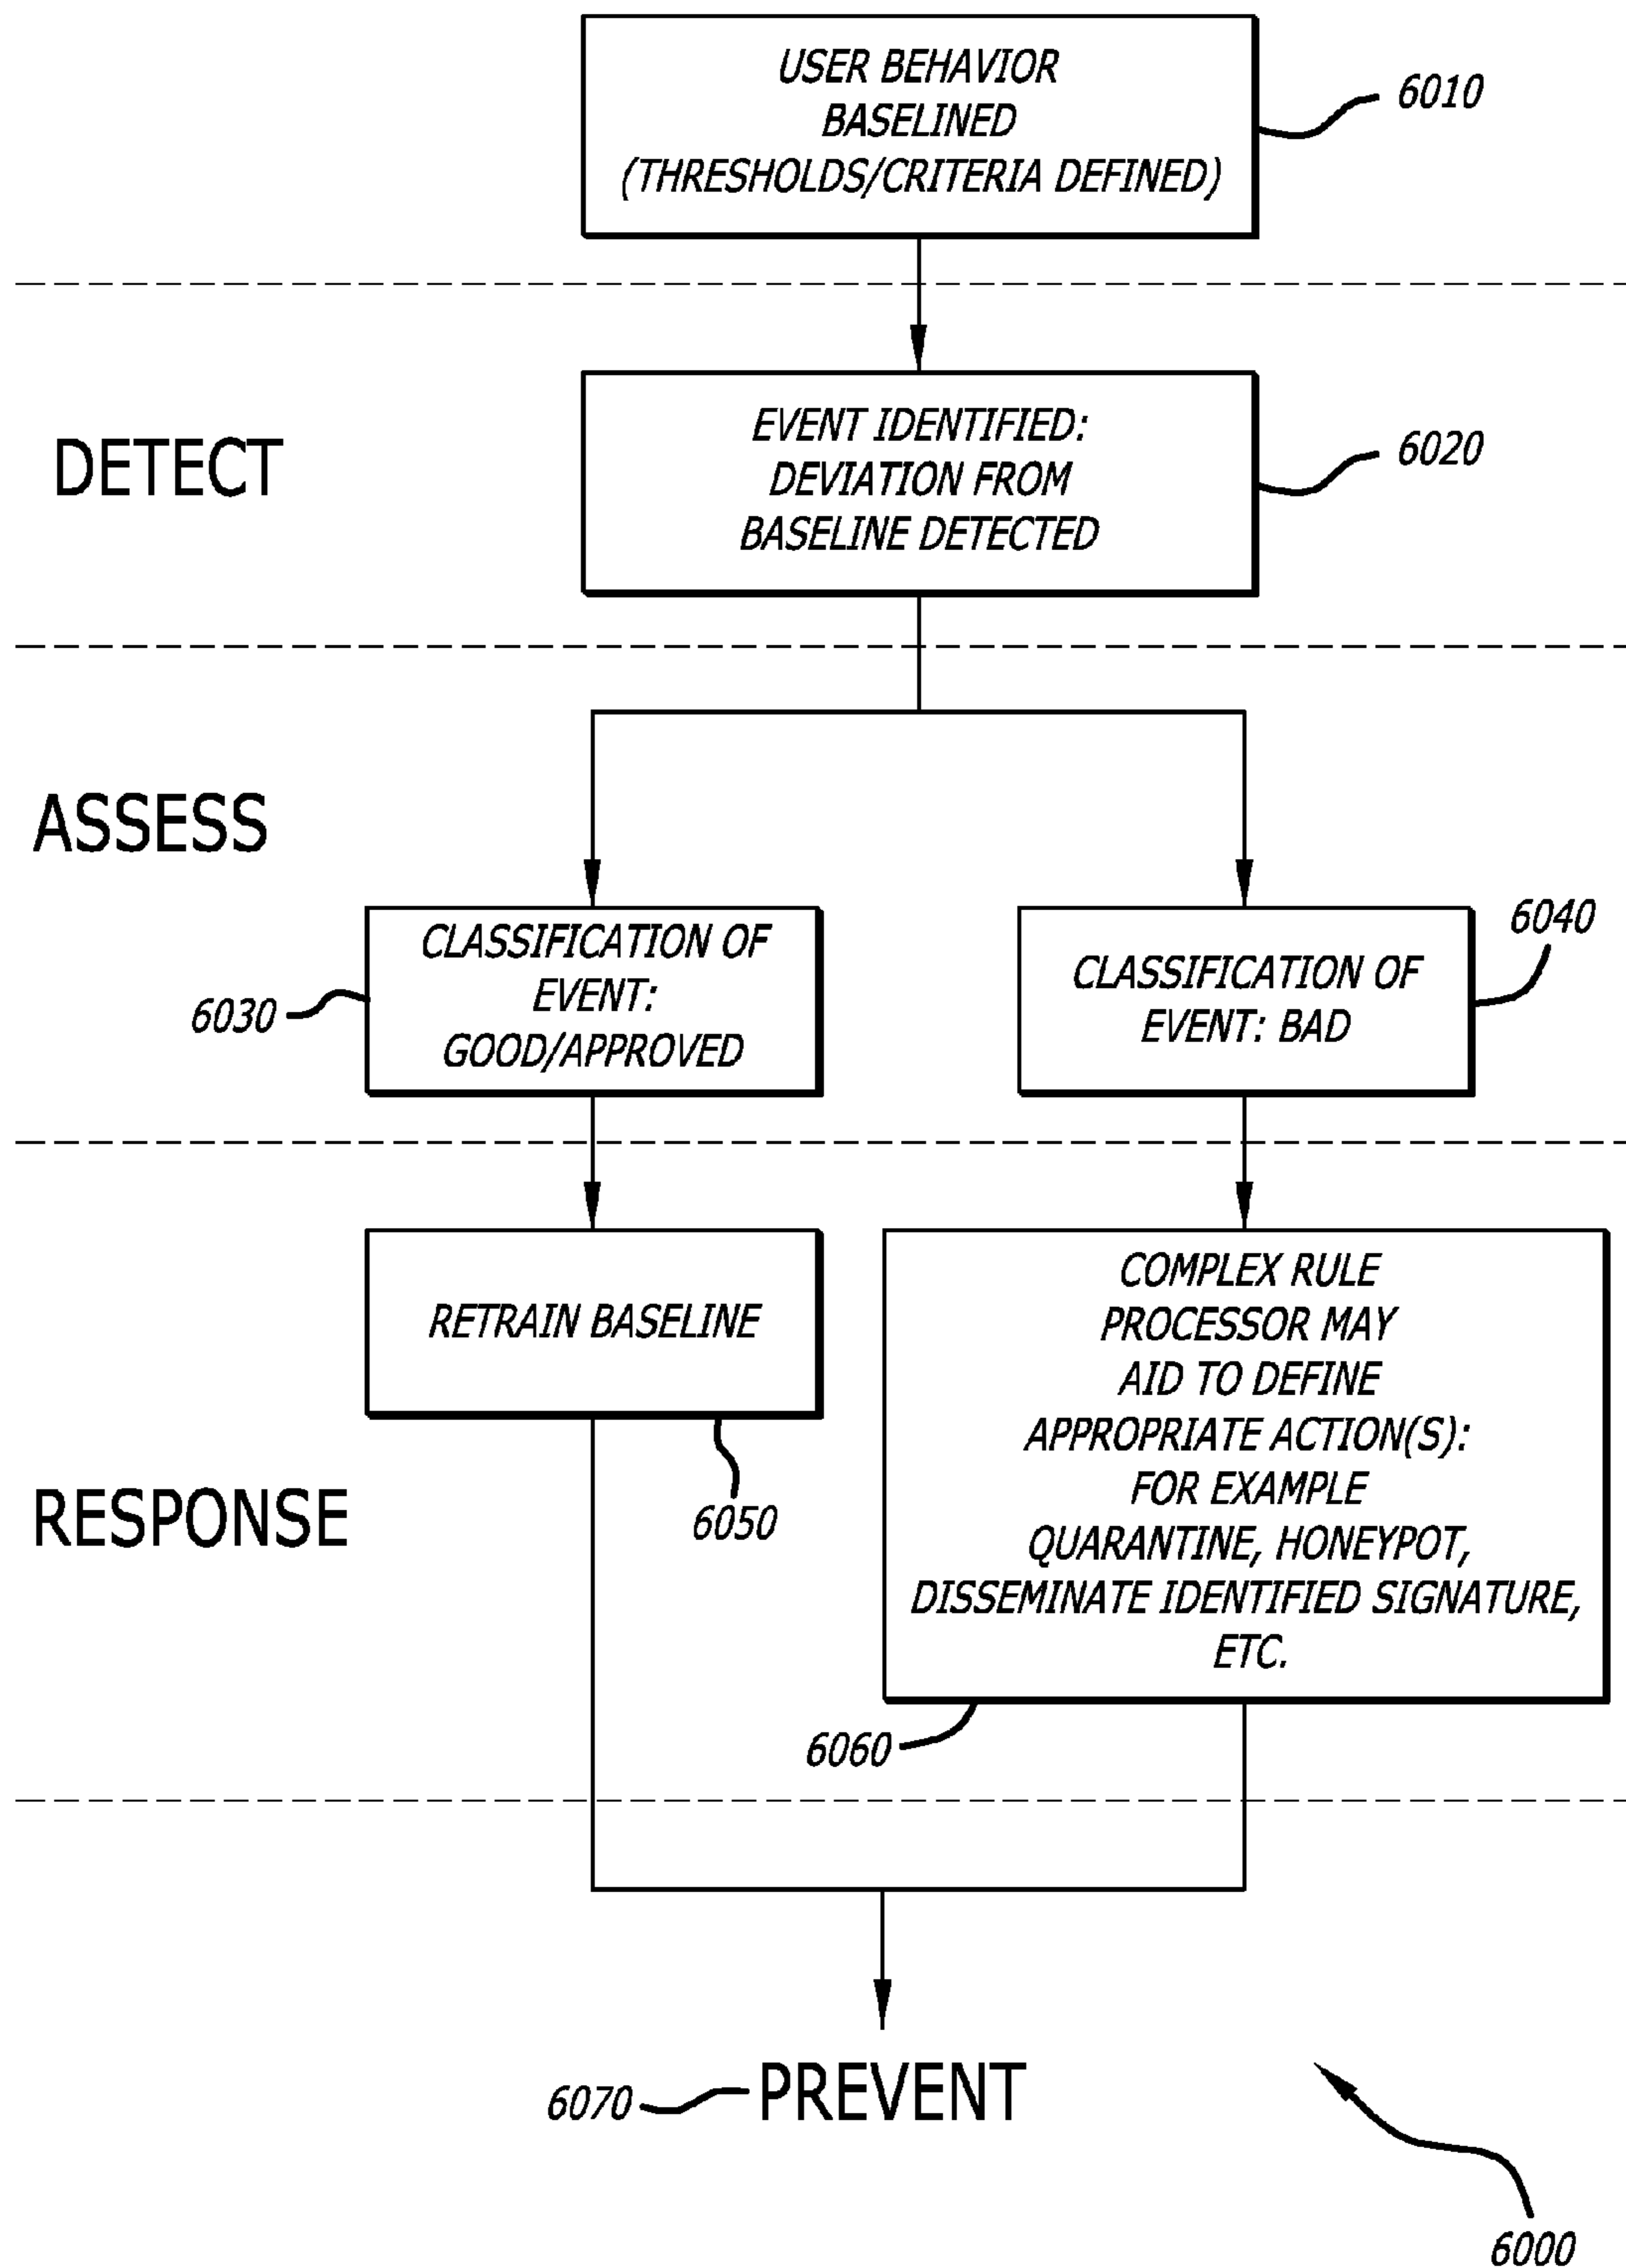 USER BEHAVIOR
BASELINED
(THRESHOLDS/CRITERIA DEFINED)
6010
DETECT
EVENT IDENTIFIED:
DEVIATION FROM
BASELINE DETECTED
6020
ASSESS
CLASSIFICATION OF
EVENT:
GOOD/APPROVED
6030
CLASSIFICATION OF
EVENT: BAD
6040
RESPONSE
RETRAIN BASELINE
6050
COMPLEX RULE
PROCESSOR MAY
AID TO DEFINE
APPROPRIATE ACTION(S):
FOR EXAMPLE
QUARANTINE, HONEYPOT,
DISSEMINATE IDENTIFIED SIGNATURE,
ETC.
6060
6070
PREVENT
6000